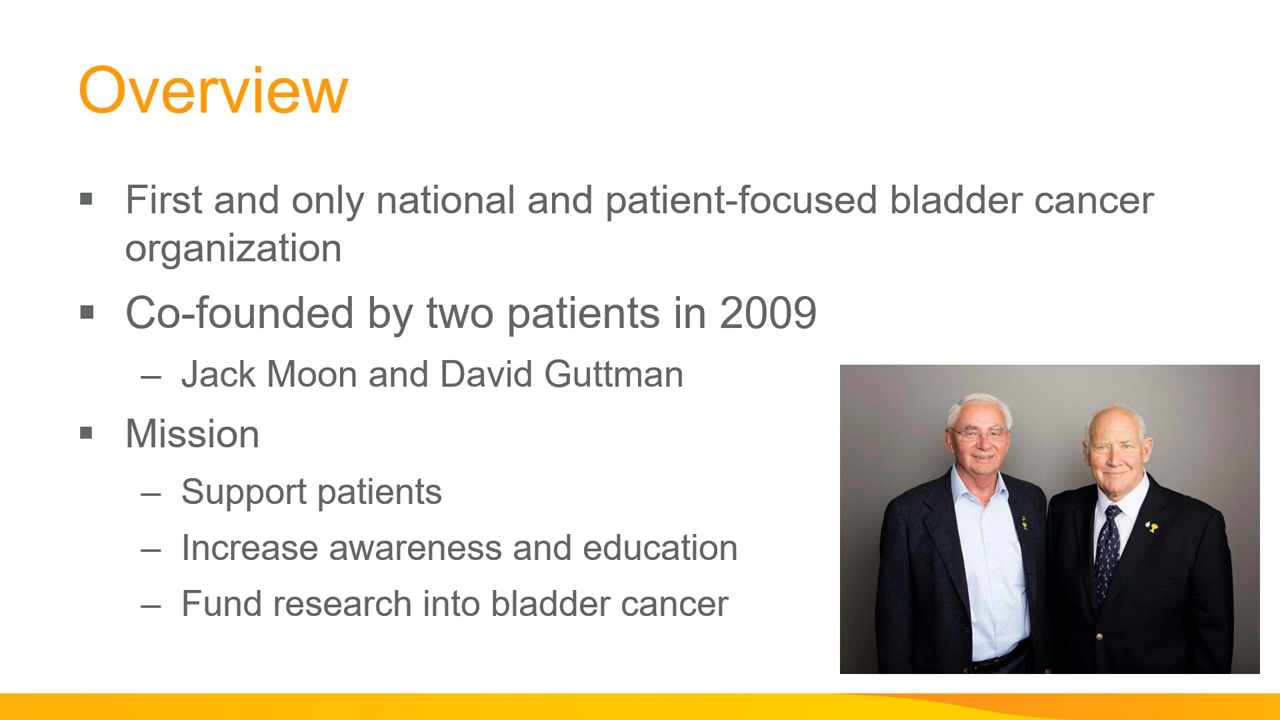 Overview
▪ First and only national and patient-focused bladder cancer
organization
▪ Co-founded by two patients in 2009
– Jack Moon and David Guttman
▪ Mission
– Support patients
– Increase awareness and education
– Fund research into bladder cancer